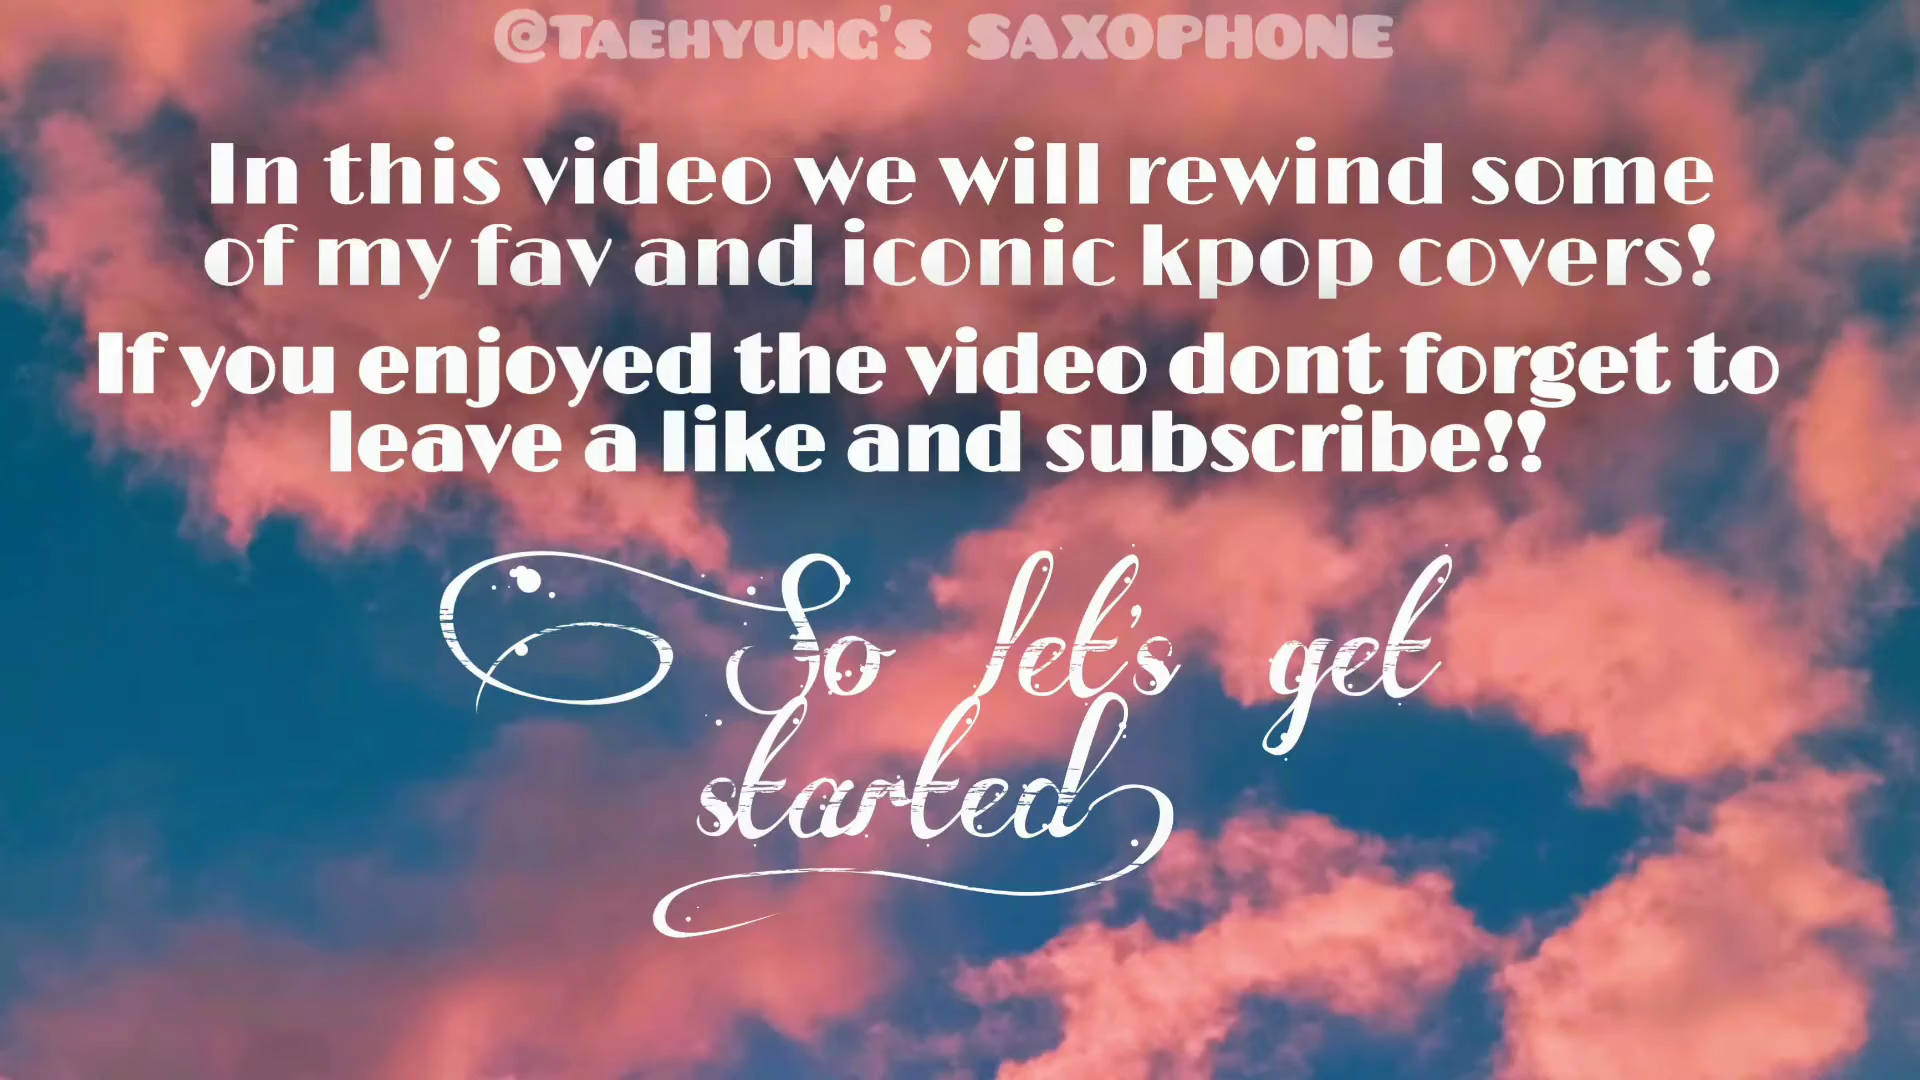 @TAEHYUNG'S SAXOPHONE
In this video we will rewind some
of my fav and iconic kpop covers!
If you enjoyed the video dont forget to
leave a like and subscribe!!
So let's get
started